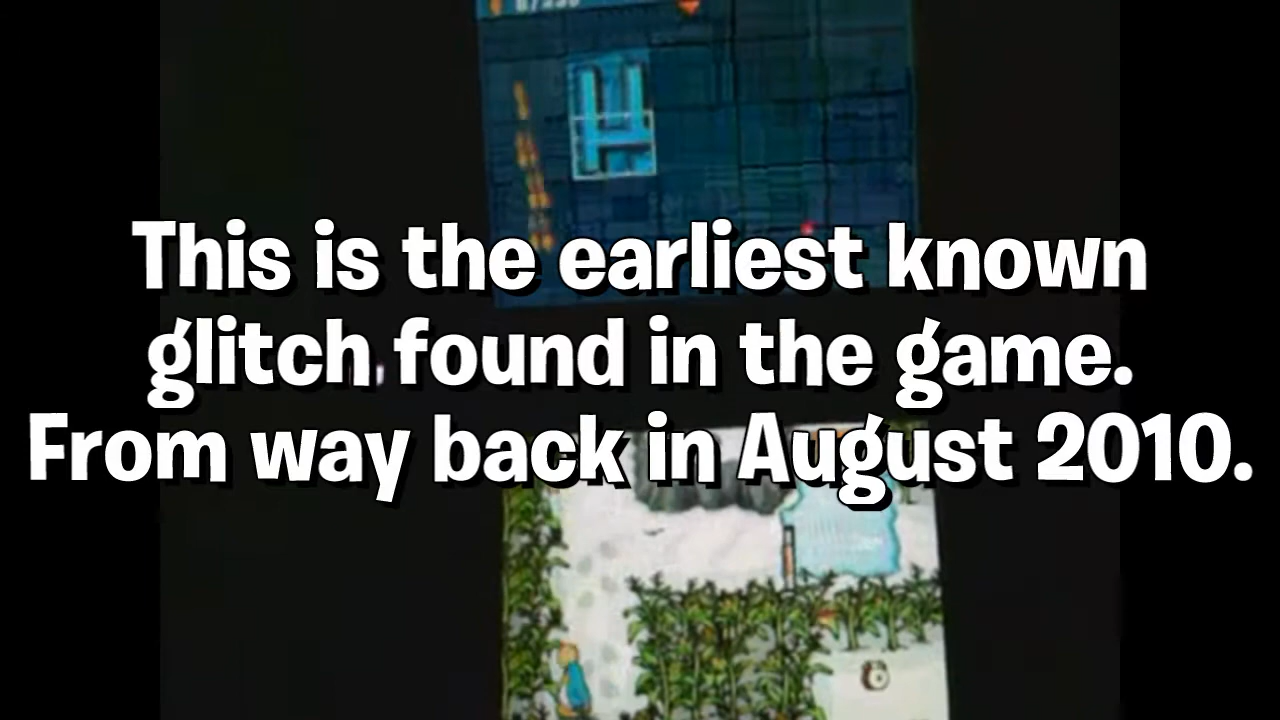 This is the earliest known
glitch found in the game.
From way back in August 2010.